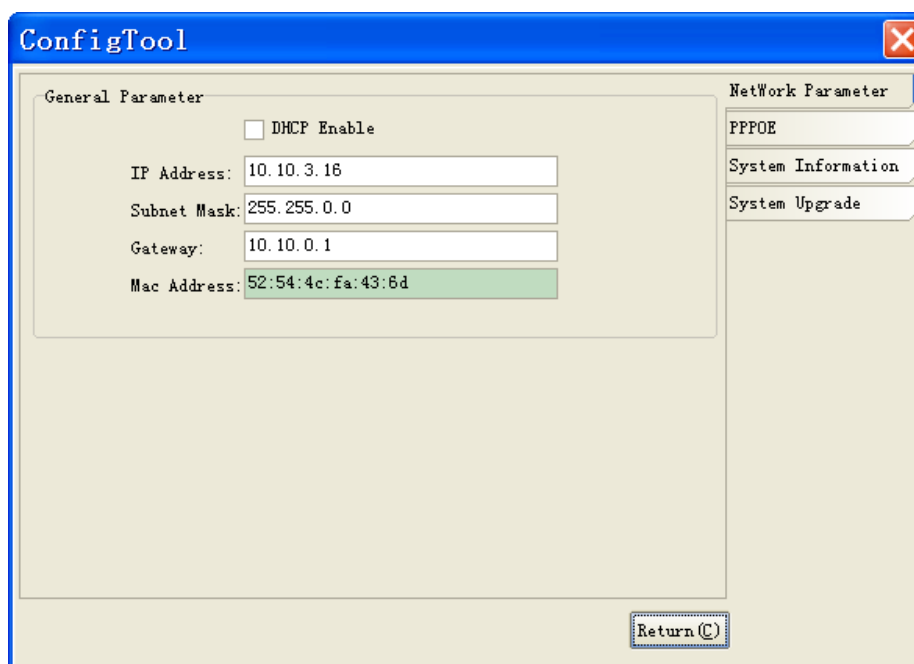 ConfigTool
General Parameter
DHCP Enable
IP Address: 10.10.3.16
Subnet Mask: 255.255.0.0
Gateway: 10.10.0.1
Mac Address: 52:54:4c:fa:43:6d
NetWork Parameter
PPPOE
System Information
System Upgrade
Return(C)